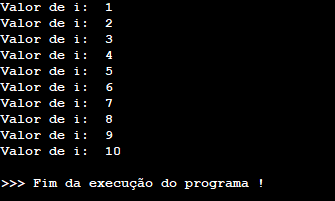 Valor de i:  1
Valor de i:  2
Valor de i:  3
Valor de i:  4
Valor de i:  5
Valor de i:  6
Valor de i:  7
Valor de i:  8
Valor de i:  9
Valor de i:  10
>>> Fim da execução do programa !